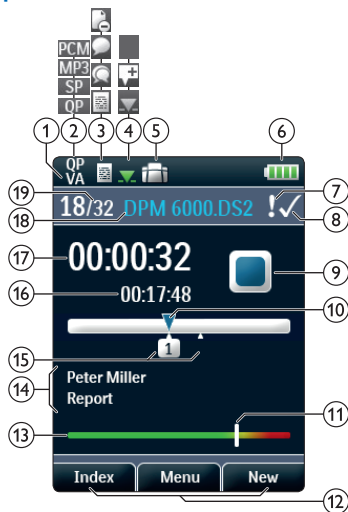 PCM
MP3
SP
QP
1 2 3 4 5 6
QP
VA
7
19
18/32 DPM 6000.DS2 !✓
18
8
17
00:00:32
9
16
00:17:48
10
15
1
14
Peter Miller
Report
11
13
Index Menu New
12